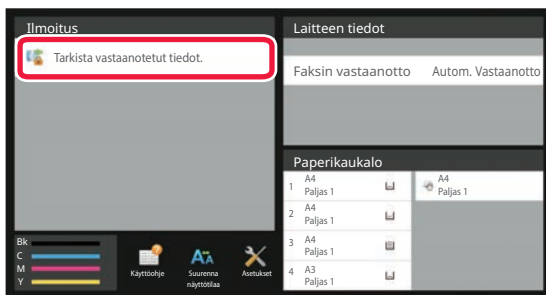 Ilmoitus
Tarkista vastaanotetut tiedot.
Laitteen tiedot
Faksin vastaanotto Autom. Vastaanotto
Paperikaukalo
1 A4
Paljas 1
2 A4
Paljas 1
3 A4
Paljas 1
4 A3
Paljas 1
A4
Paljas 1
Bk
C
M
Y
Käyttöohje
Suurenna
näyttötilaa
Asetukset